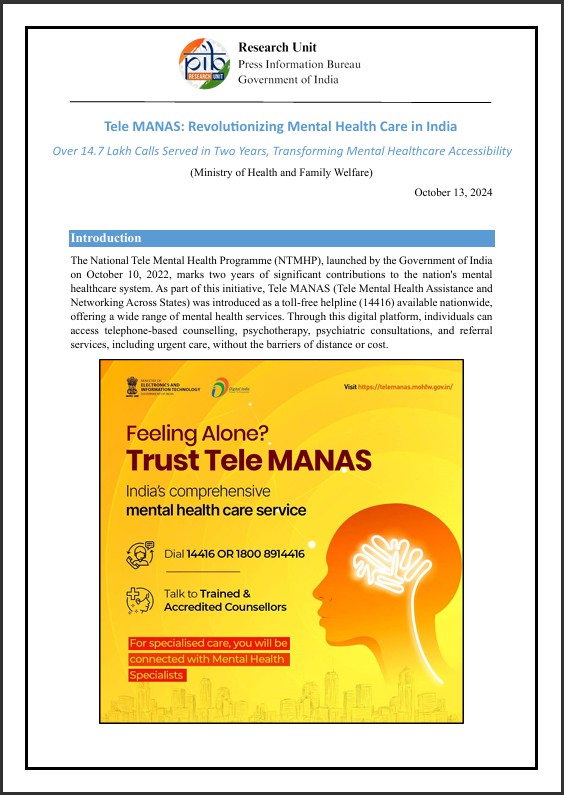 pib
RESEARCH UNIT
Research Unit
Press Information Bureau
Government of India
Tele MANAS: Revolutionizing Mental Health Care in India
Over 14.7 Lakh Calls Served in Two Years, Transforming Mental Healthcare Accessibility
(Ministry of Health and Family Welfare)
October 13, 2024
Introduction
The National Tele Mental Health Programme (NTMHP), launched by the Government of India
on October 10, 2022, marks two years of significant contributions to the nation's mental
healthcare system. As part of this initiative, Tele MANAS (Tele Mental Health Assistance and
Networking Across States) was introduced as a toll-free helpline (14416) available nationwide,
offering a wide range of mental health services. Through this digital platform, individuals can
access telephone-based counselling, psychotherapy, psychiatric consultations, and referral
services, including urgent care, without the barriers of distance or cost.
MINISTRY OF
ELECTRONICS AND
INFORMATION TECHNOLOGY
GOVERNMENT OF INDIA
Digital India
Visit https://telemanas.mohfw.gov.in/
Feeling Alone?
Trust Tele MANAS
India's comprehensive
mental health care service
Dial 14416 OR 1800 8914416
Talk to Trained &
Accredited Counsellors
For specialised care, you will be
connected with Mental Health
Specialists